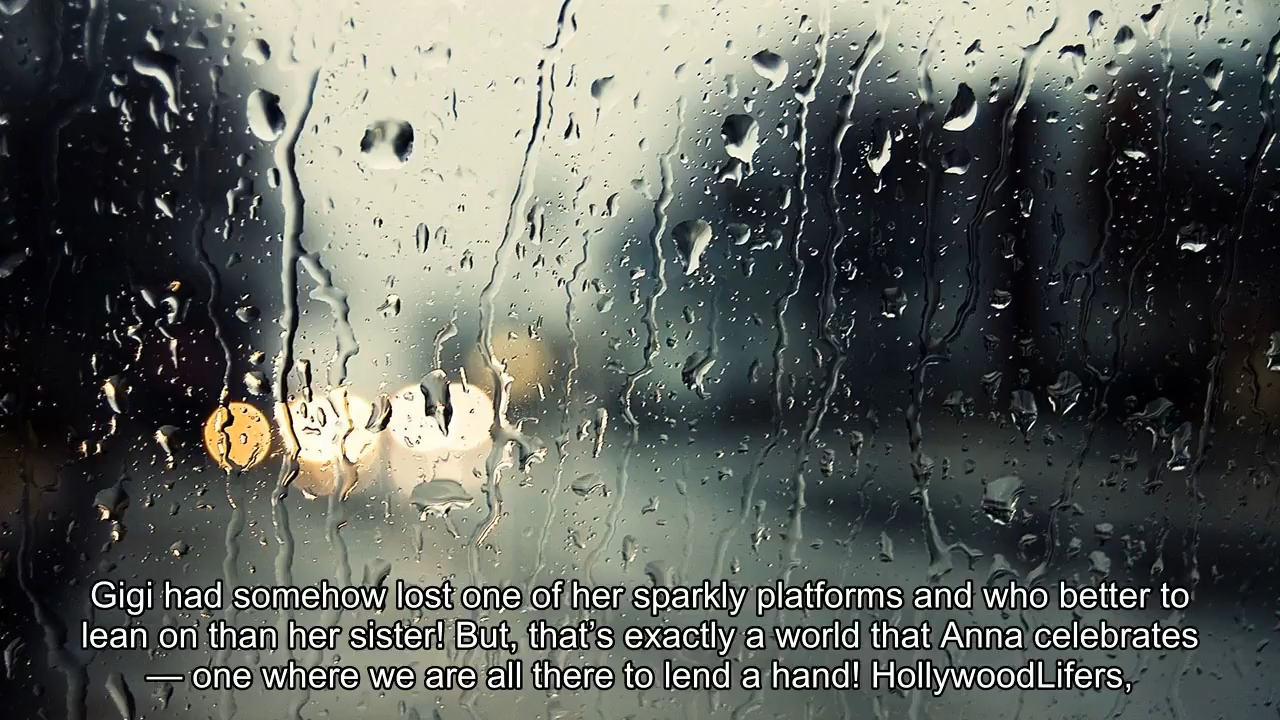 Gigi had somehow lost one of her sparkly platforms and who better to
lean on than her sister! But, that’s exactly a world that Anna celebrates
— one where we are all there to lend a hand! HollywoodLifers,